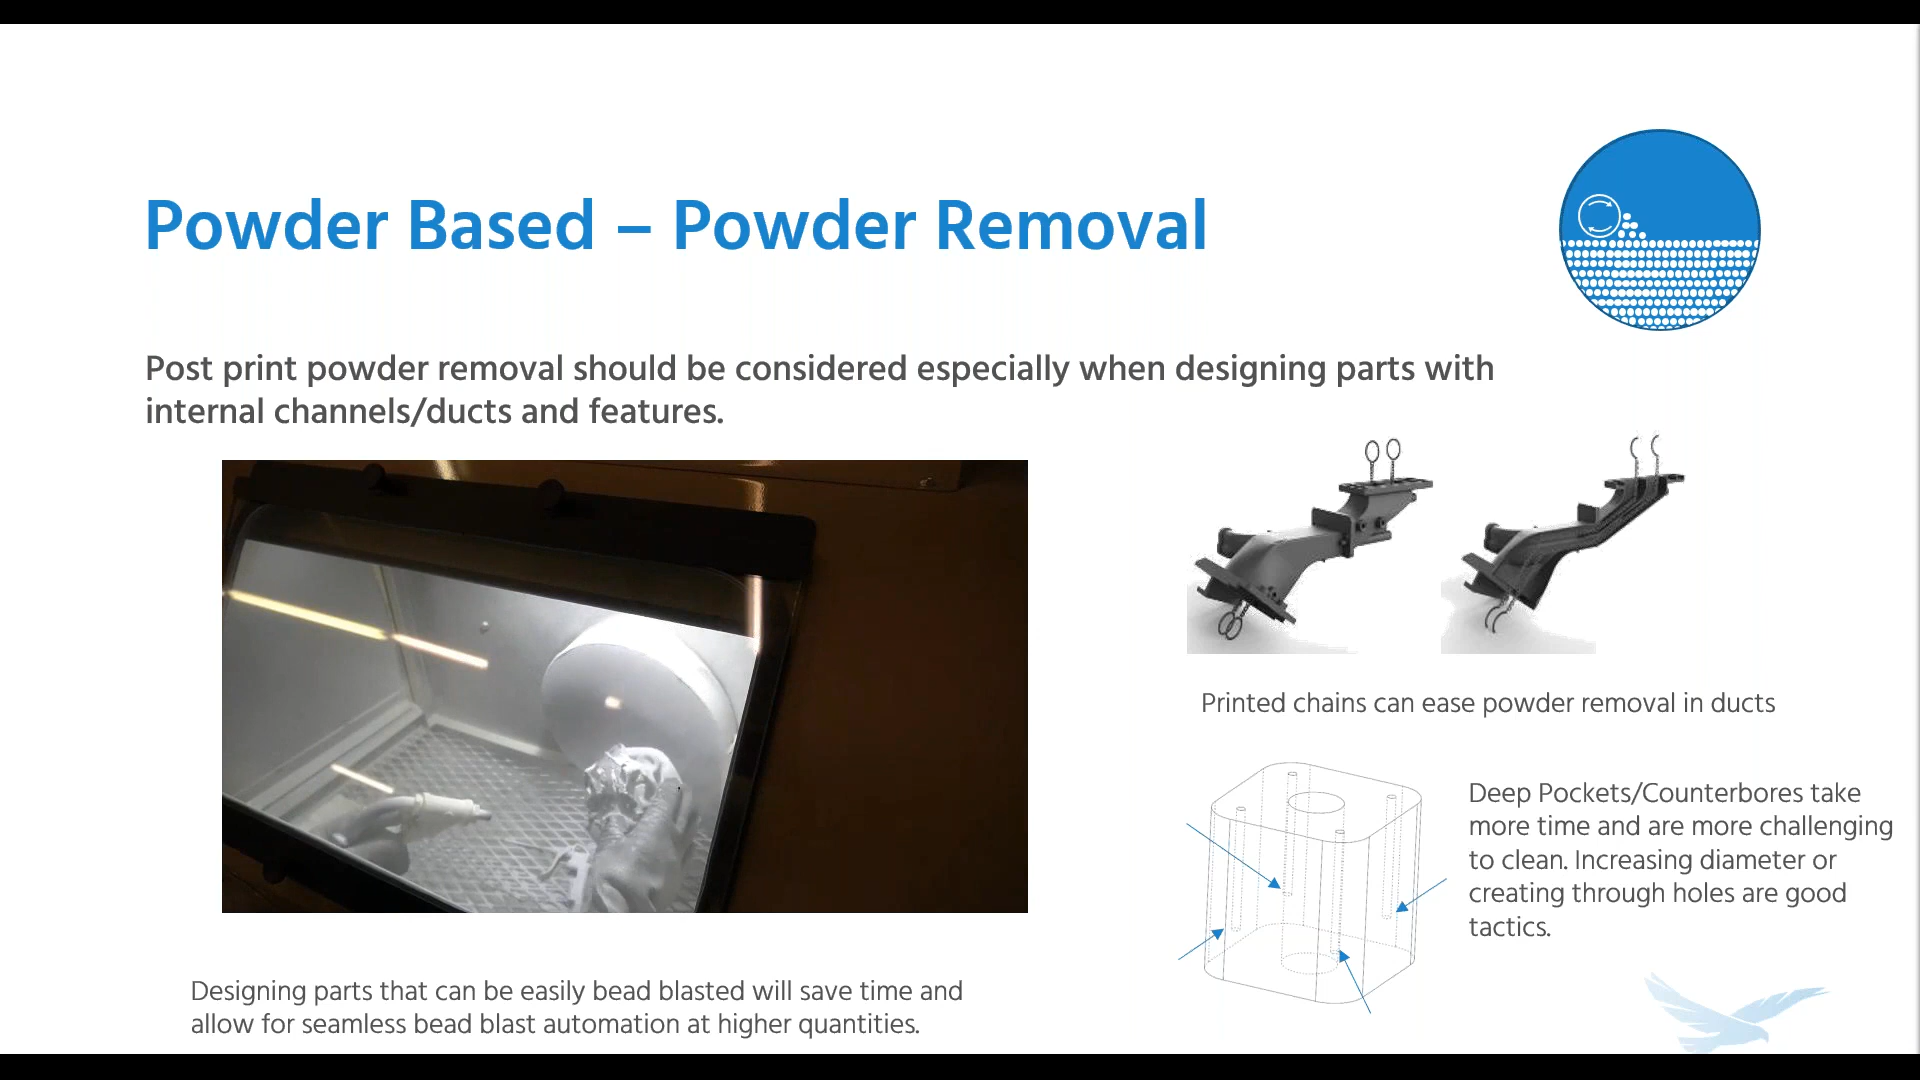 Powder Based – Powder Removal
Post print powder removal should be considered especially when designing parts with
internal channels/ducts and features.
Printed chains can ease powder removal in ducts
Deep Pockets/Counterbores take
more time and are more challenging
to clean. Increasing diameter or
creating through holes are good
tactics.
Designing parts that can be easily bead blasted will save time and
allow for seamless bead blast automation at higher quantities.